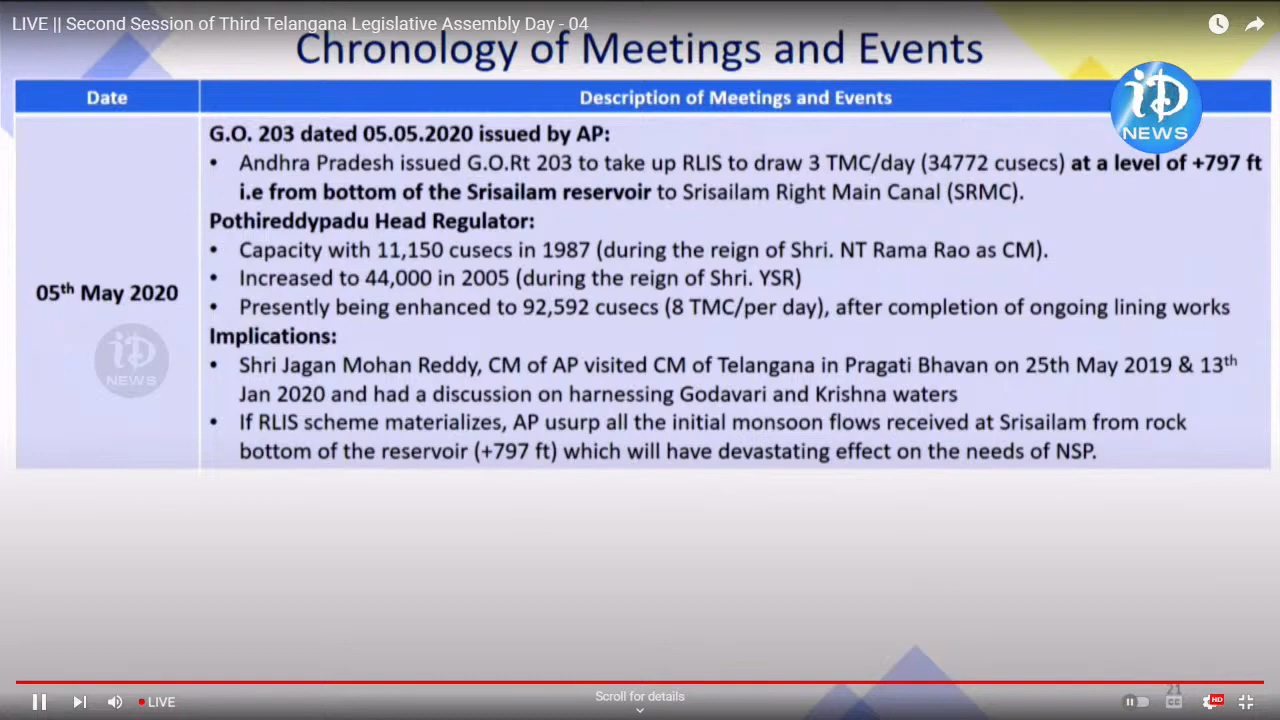 LIVE || Second Session of Third Telangana Legislative Assembly Day - 04
Chronology of Meetings and Events
Date
Description of Meetings and Events
iD
NEWS
05th May 2020
iD
NEWS
G.O. 203 dated 05.05.2020 issued by AP:
• Andhra Pradesh issued G.O.Rt 203 to take up RLIS to draw 3 TMC/day (34772 cusecs) at a level of +797 ft
i.e from bottom of the Srisailam reservoir to Srisailam Right Main Canal (SRMC).
Pothireddypadu Head Regulator:
• Capacity with 11,150 cusecs in 1987 (during the reign of Shri. NT Rama Rao as CM).
• Increased to 44,000 in 2005 (during the reign of Shri. YSR)
• Presently being enhanced to 92,592 cusecs (8 TMC/per day), after completion of ongoing lining works
Implications:
• Shri Jagan Mohan Reddy, CM of AP visited CM of Telangana in Pragati Bhavan on 25th May 2019 & 13th
Jan 2020 and had a discussion on harnessing Godavari and Krishna waters
• If RLIS scheme materializes, AP usurp all the initial monsoon flows received at Srisailam from rock
bottom of the reservoir (+797 ft) which will have devastating effect on the needs of NSP.
LIVE
Scroll for details
21
CC
HD